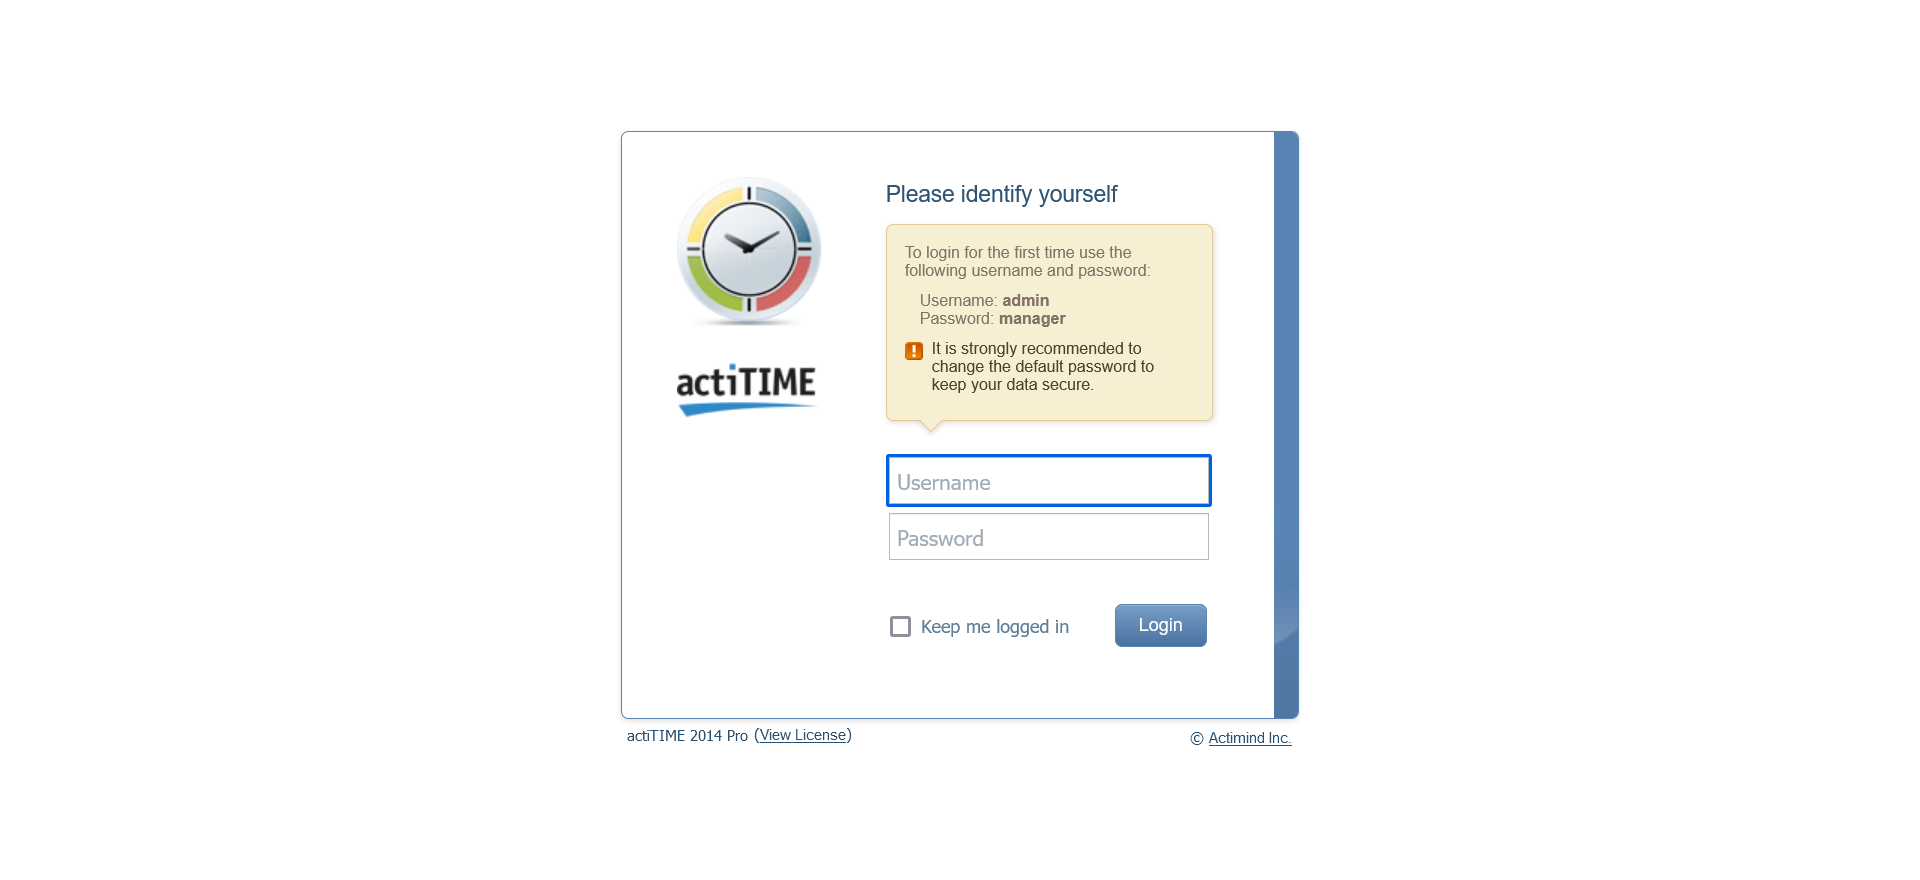 Please identify yourself
To login for the first time use the
following username and password:
Username: admin
Password: manager
It is strongly recommended to
change the default password to
keep your data secure.
actiTIME
Username
Password
Keep me logged in
Login
actiTIME 2014 Pro (View License)
© Actimind Inc.